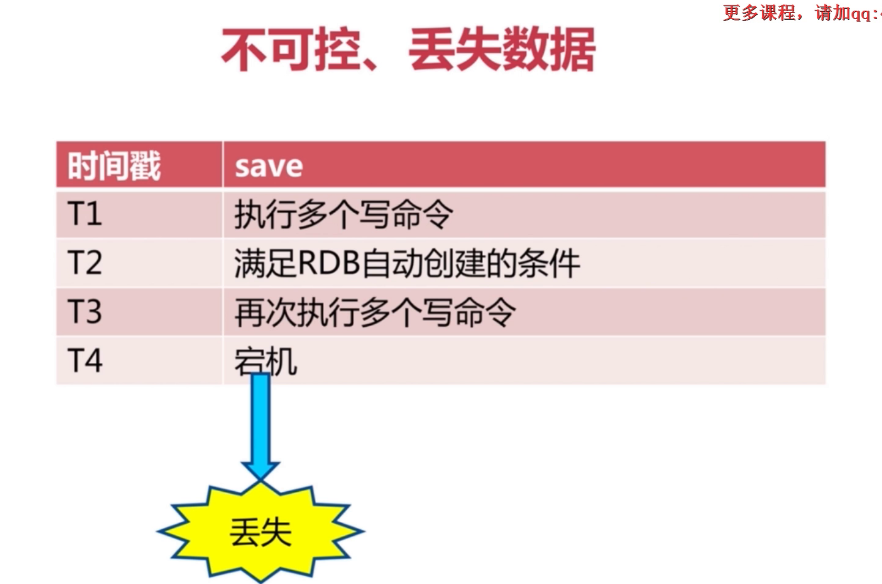 更多课程，请加qq:
不可控、丢失数据
时间戳 save
T1 执行多个写命令
T2 满足RDB自动创建的条件
T3 再次执行多个写命令
T4 宕机
丢失